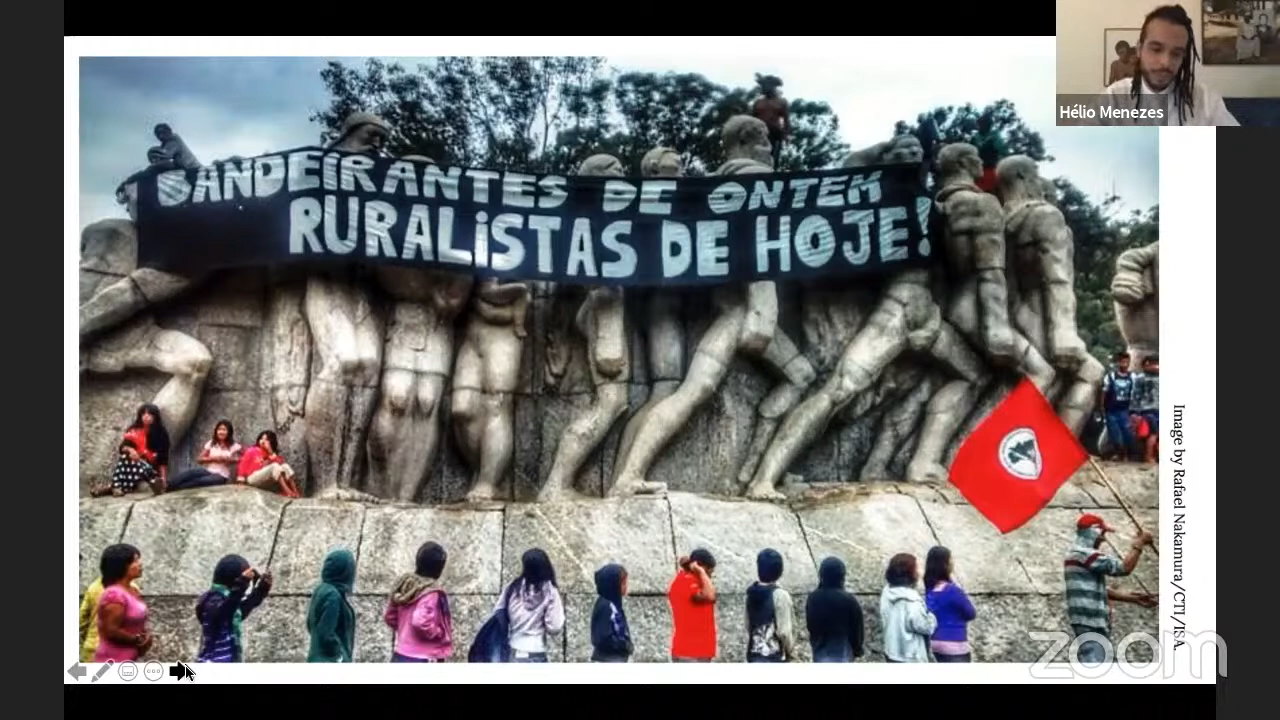 Hélio Menezes
BANDEIRANTES DE ONTEM
RURALiSTAS DE HOJE!
Image by Rafael Nakamura/CTI/ISA.
zoom